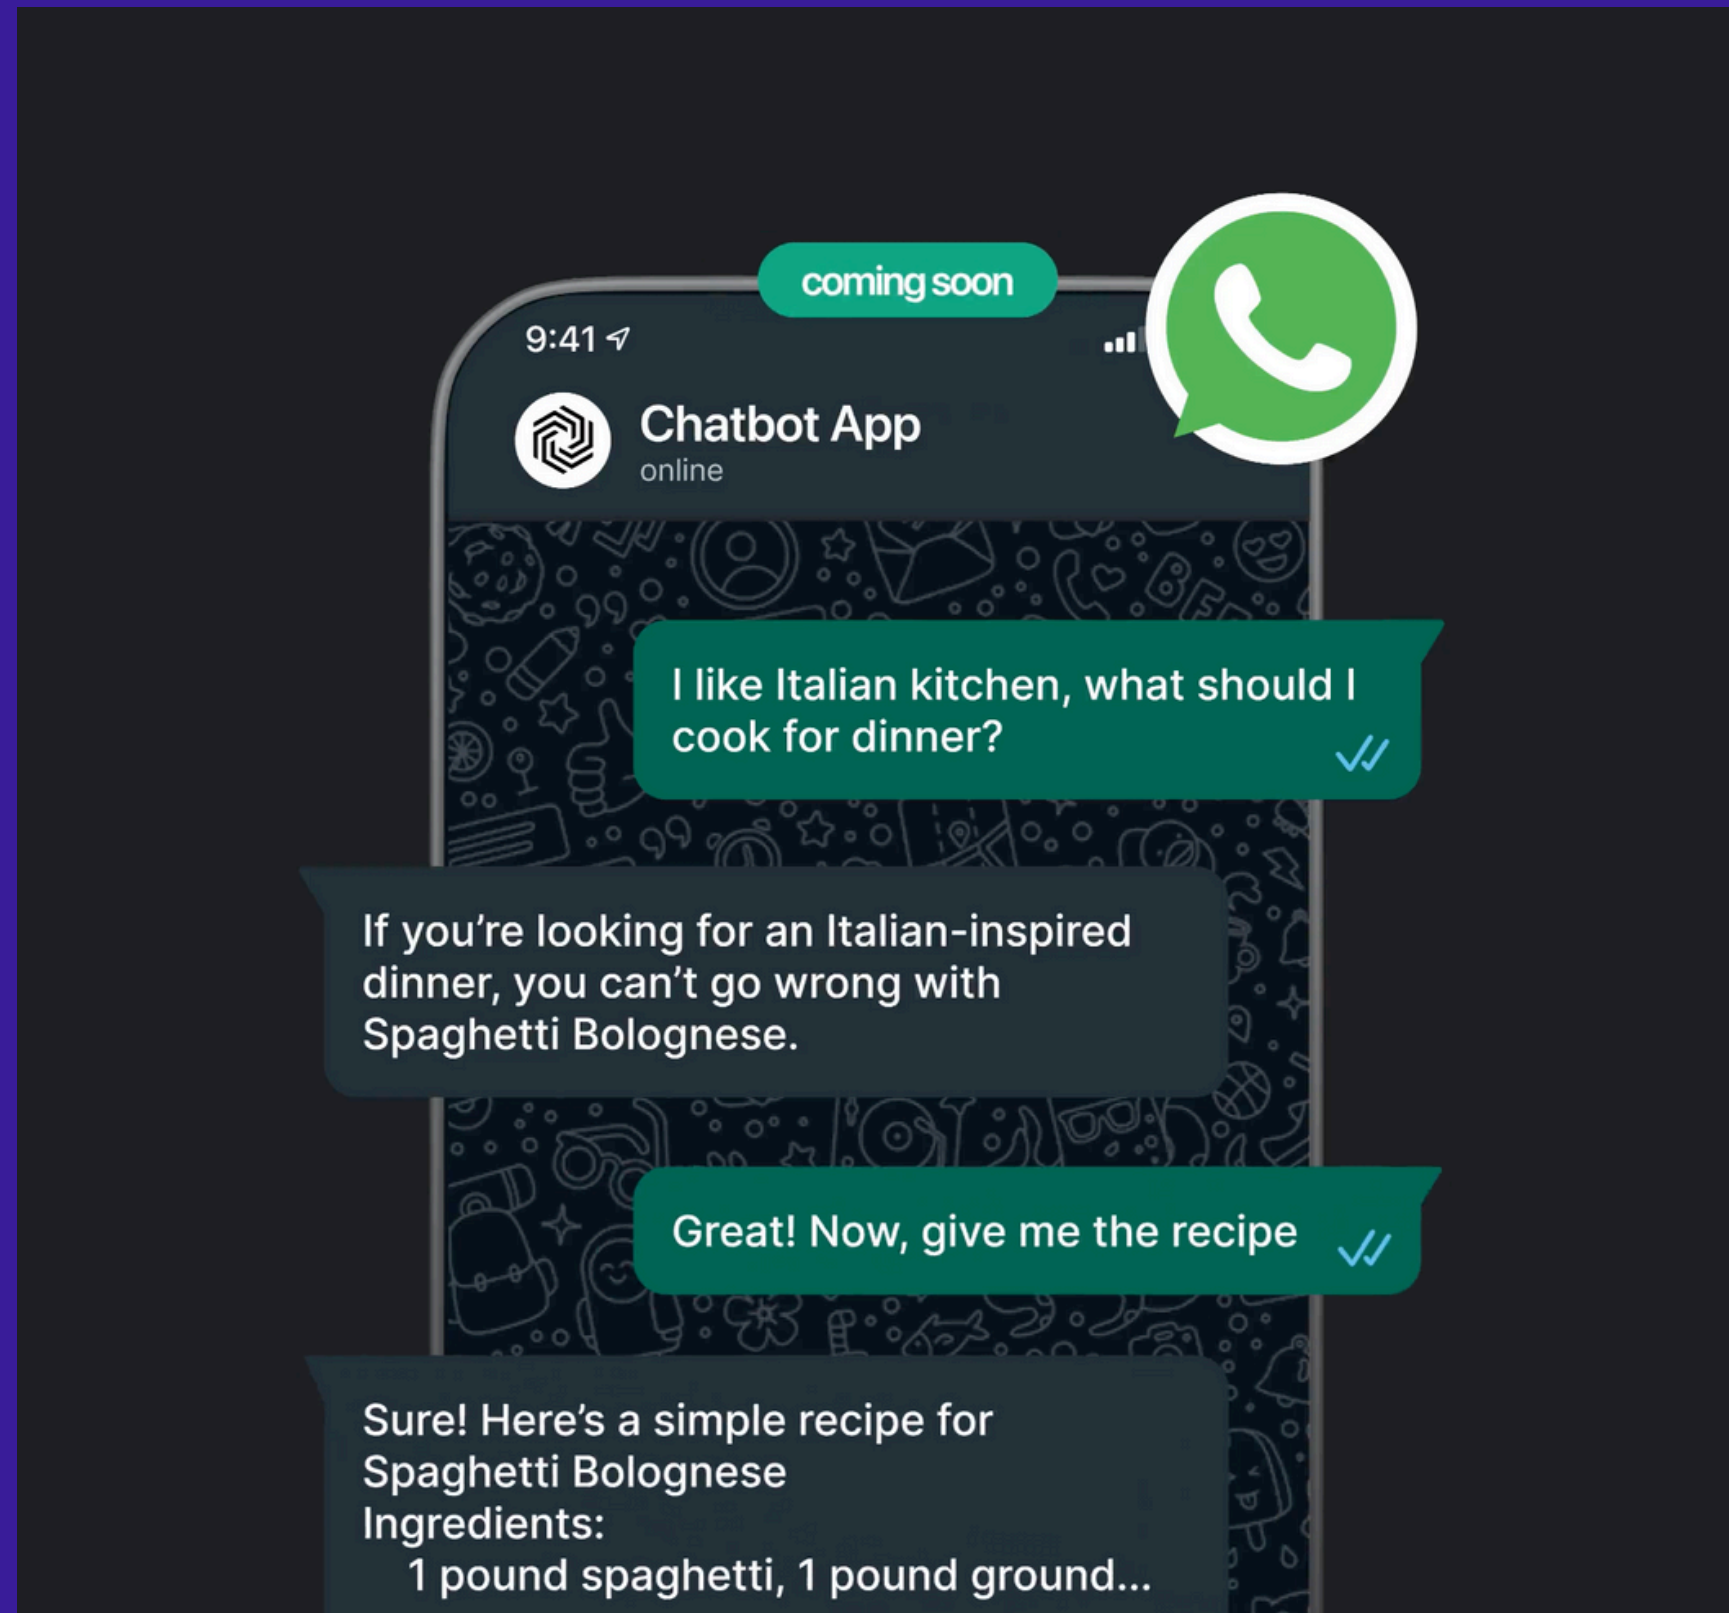 coming soon
9:41
Chatbot App
online
BFF
I like Italian kitchen, what should I
cook for dinner?
If you’re looking for an Italian-inspired
dinner, you can’t go wrong with
Spaghetti Bolognese.
Great! Now, give me the recipe
Sure! Here’s a simple recipe for
Spaghetti Bolognese
Ingredients:
1 pound spaghetti, 1 pound ground...